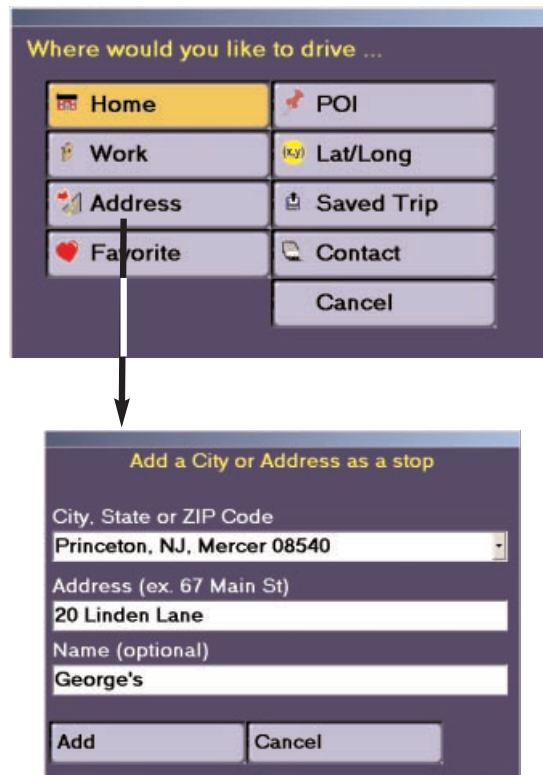 Where would you like to drive ...
Home
POI
Work
(x,y) Lat/Long
Address
Saved Trip
Favorite
Contact
Cancel
Add a City or Address as a stop
City, State or ZIP Code
Princeton, NJ, Mercer 08540
Address (ex. 67 Main St)
20 Linden Lane
Name (optional)
George's
Add
Cancel